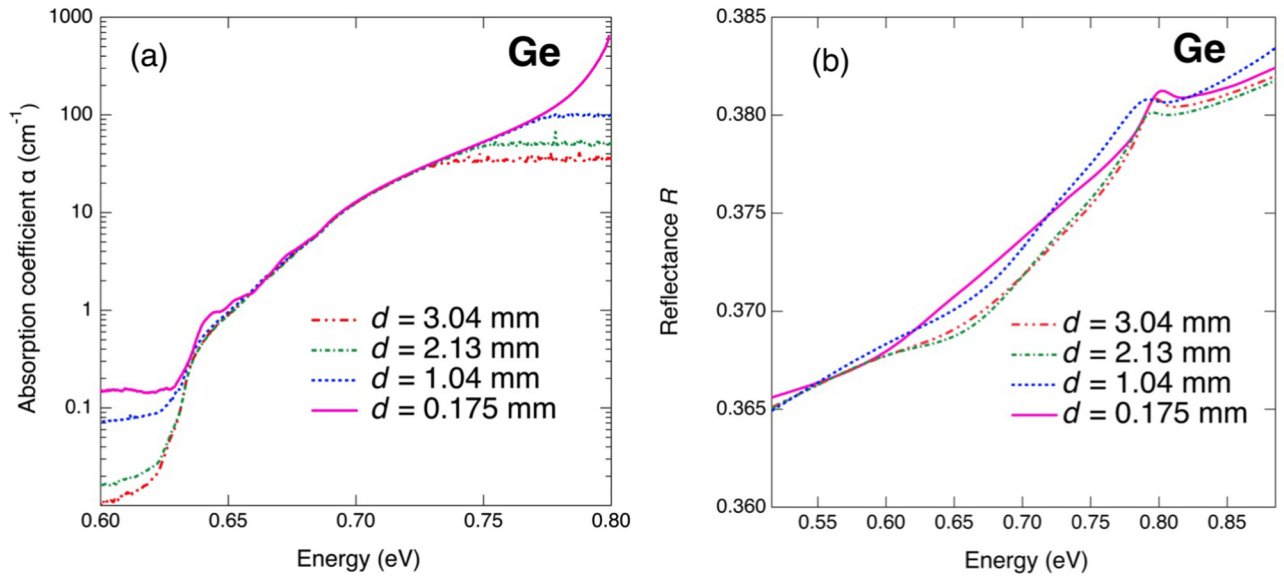 1000
100
10
1
0.1
Absorption coefficient α (cm⁻¹)
(a)
Ge
d = 3.04 mm
d = 2.13 mm
d = 1.04 mm
d = 0.175 mm
0.60 0.65 0.70 0.75 0.80
Energy (eV)
0.385
0.380
0.375
0.370
0.365
0.360
Reflectance R
(b)
Ge
d = 3.04 mm
d = 2.13 mm
d = 1.04 mm
d = 0.175 mm
0.55 0.60 0.65 0.70 0.75 0.80 0.85
Energy (eV)